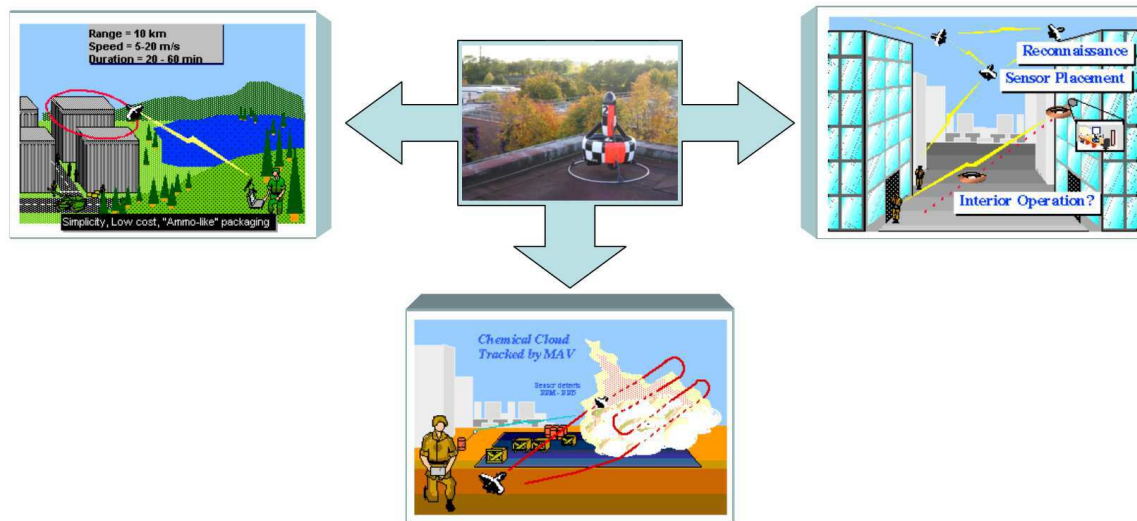 Range = 10 km
Speed = 5-20 m/s
Duration = 20 - 60 min
Simplicity, Low cost, "Ammo-like" packaging
Reconnaissance
Sensor Placement
Interior Operation?
Chemical Cloud
Tracked by MAV
Sensor detects